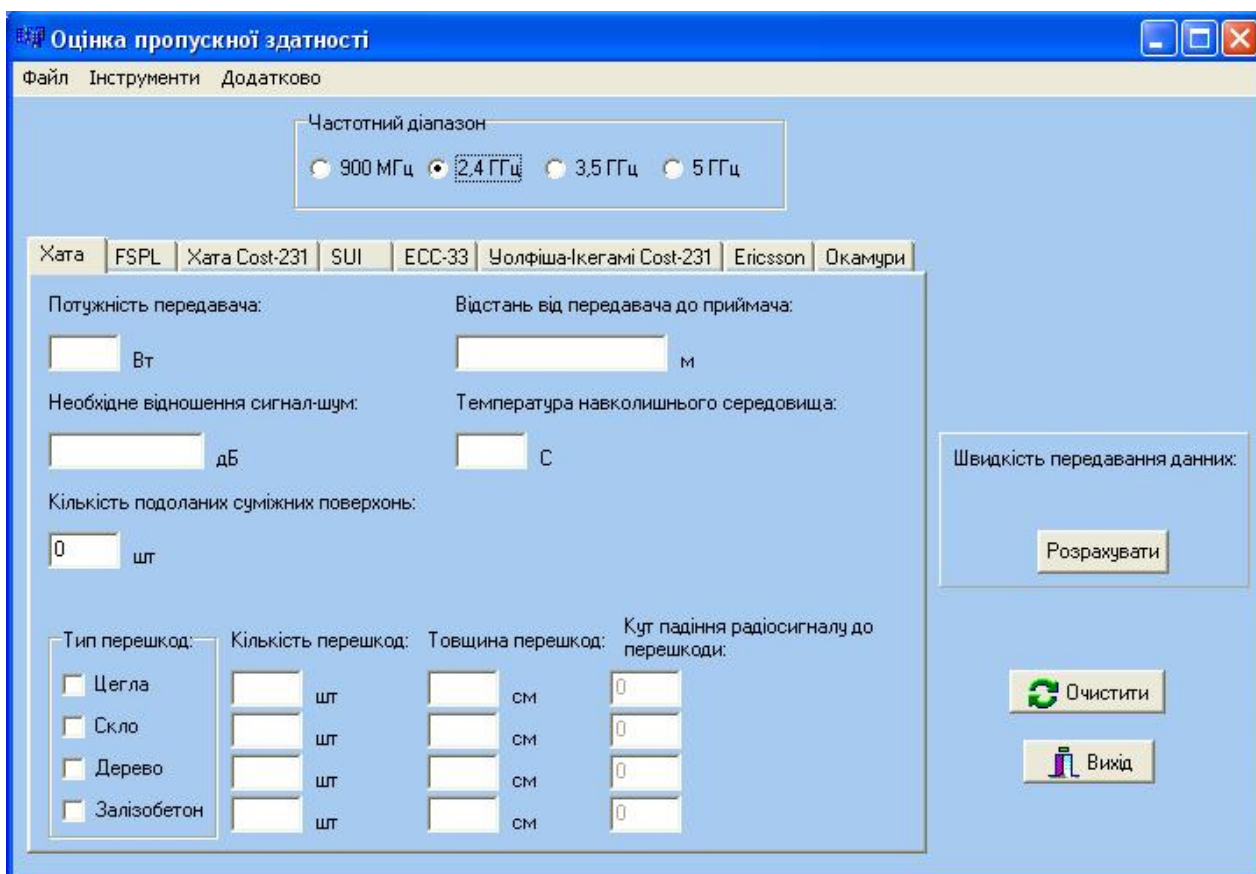 Оцінка пропускної здатності
Файл Інструменти Додатково
Частотний діапазон
900 МГц 2,4 ГГц 3,5 ГГц 5 ГГц
Хата FSPL Хата Cost-231 SUI ECC-33 Уолфіша-Ікегамі Cost-231 Ericsson Окамури
Потужність передавача: Відстань від передавача до приймача:
Вт м
Необхідне відношення сигнал-шум: Температура навколишнього середовища:
дБ С
Швидкість передавання данних:
Кількість подоланих суміжних поверхонь:
0 шт
Розрахувати
Тип перешкод: Кількість перешкод: Товщина перешкод: Кут падіння радіосигналу до
перешкоди:
Цегла шт см 0
Скло шт см 0
Дерево шт см 0
Залізобетон шт см 0
Очистити
Вихід